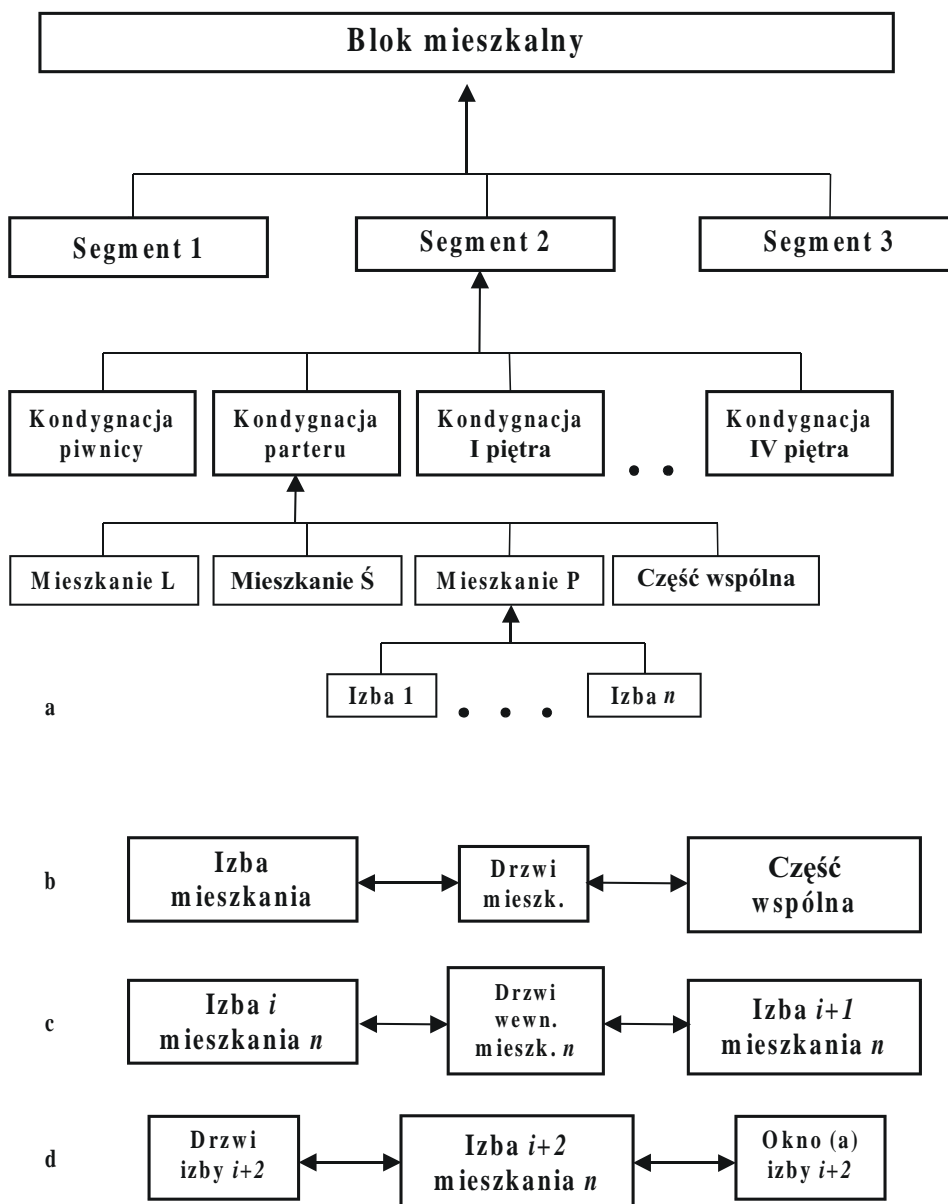 Blok mieszkalny
Segment 1
Segment 2
Segment 3
Kondygnacja
piwnicy
Kondygnacja
parteru
Kondygnacja
I piętra
Kondygnacja
IV piętra
Mieszkanie L
Mieszkanie Ś
Mieszkanie P
Część wspólna
Izba 1
Izba n
a
b
Izba
mieszkania
Drzwi
mieszk.
Część
wspólna
c
Izba i
mieszkania n
Drzwi
wewn.
mieszk. n
Izba i+1
mieszkania n
d
Drzwi
izby i+2
Izba i+2
mieszkania n
Okno (a)
izby i+2